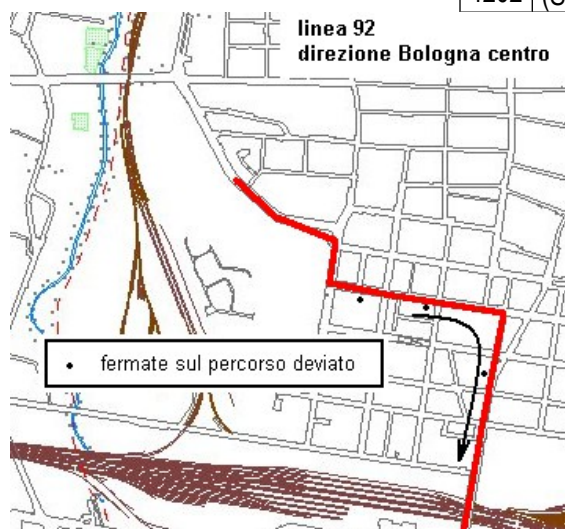 linea 92
direzione Bologna centro
• fermate sul percorso deviato